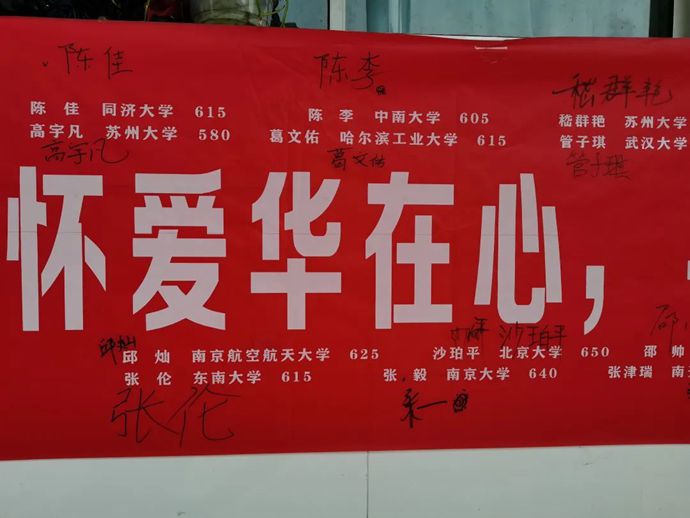 陈佳 陈李 嵇群艳
陈 佳 同济大学 615 陈 李 中南大学 605 嵇群艳 苏州大学
高宇凡 苏州大学 580 葛文佑 哈尔滨工业大学 615 管子琪 武汉大学
高宇凡 葛文佑 管子琪
怀爱华在心，
邱灿 沙珀平 邵
邱 灿 南京航空航天大学 625 沙珀平 北京大学 650 邵 帅
张 伦 东南大学 615 张 毅 南京大学 640 张津瑞 南
张伦